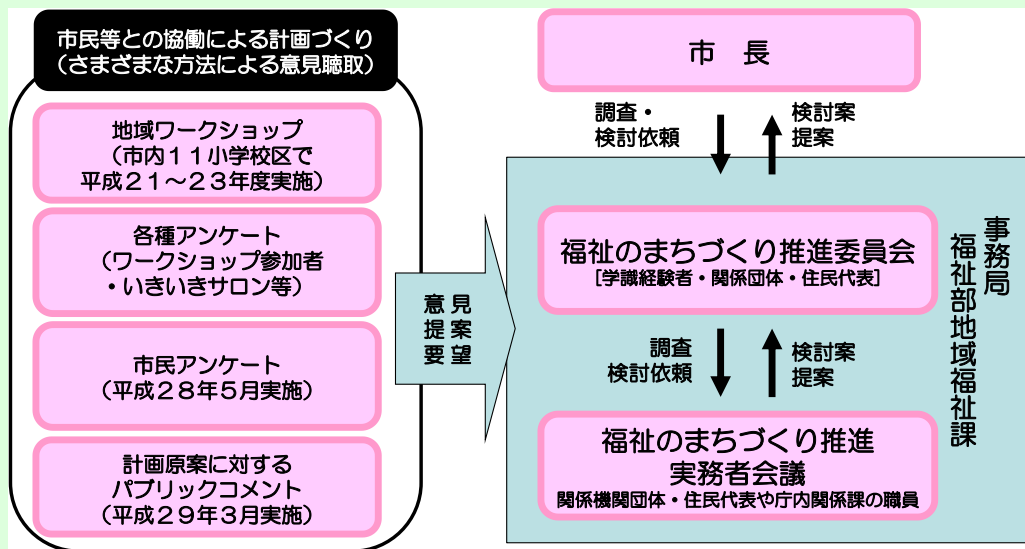 市民等との協働による計画づくり
（さまざまな方法による意見聴取）
地域ワークショップ
（市内１１小学校区で
平成２１～２３年度実施）
各種アンケート
（ワークショップ参加者
・いきいきサロン等）
市民アンケート
（平成２８年５月実施）
計画原案に対する
パブリックコメント
（平成２９年３月実施）
意見
提案
要望
市　長
調査・
検討依頼
検討案
提案
福祉のまちづくり推進委員会
［学識経験者・関係団体・住民代表］
調査
検討依頼
検討案
提案
福祉のまちづくり推進
実務者会議
関係機関団体・住民代表や庁内関係課の職員
事務局
福祉部地域福祉課